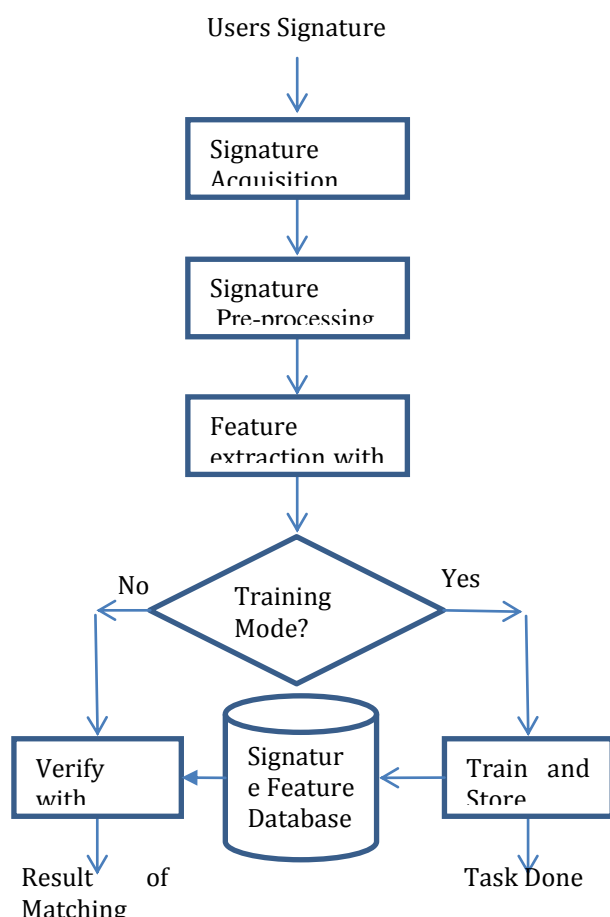 Users Signature
Signature
Acquisition
Signature
Pre-processing
Feature
extraction with
Training
Mode?
No
Yes
Verify
with
Signatur
e Feature
Database
Train and
Store
Result of
Matching
Task Done